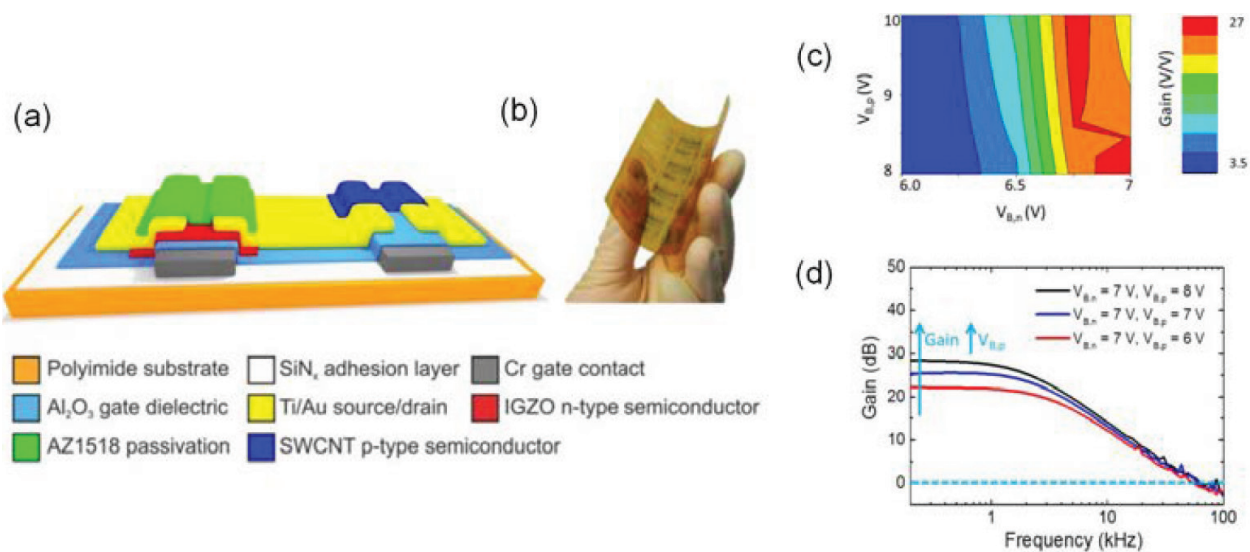 (a)
(b)
Polyimide substrate
SiNₓ adhesion layer
Cr gate contact
Al₂O₃ gate dielectric
Ti/Au source/drain
IGZO n-type semiconductor
AZ1518 passivation
SWCNT p-type semiconductor
(c)
V_B,p (V)
10
9
8
6.0
6.5
7
V_B,n (V)
Gain (V/V)
27
3.5
(d)
Gain (dB)
50
40
30
20
10
0
V_B.n = 7 V, V_B,p = 8 V
V_B.n = 7 V, V_B,p = 7 V
V_B.n = 7 V, V_B,p = 6 V
Gain
V_B,p
1
10
100
Frequency (kHz)